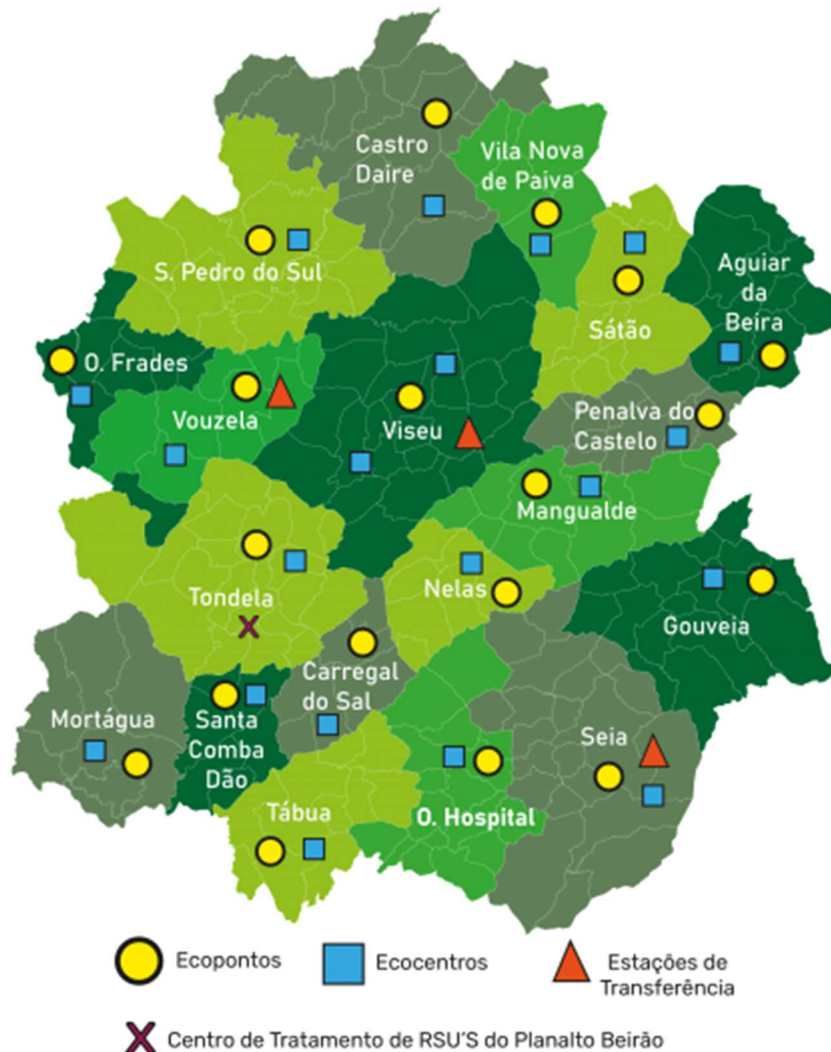 Castro
Daire
Vila Nova
de Paiva
S. Pedro do Sul
Aguiar
da
Beira
Sátão
O. Frades
Vouzela
Viseu
Penalva do
Castelo
Mangualde
Tondela
Nelas
Gouveia
Carregal
do Sal
Mortágua
Santa
Comba
Dão
Seia
Tábua
O. Hospital
Ecopontos
Ecocentros
Estações de
Transferência
Centro de Tratamento de RSU'S do Planalto Beirão